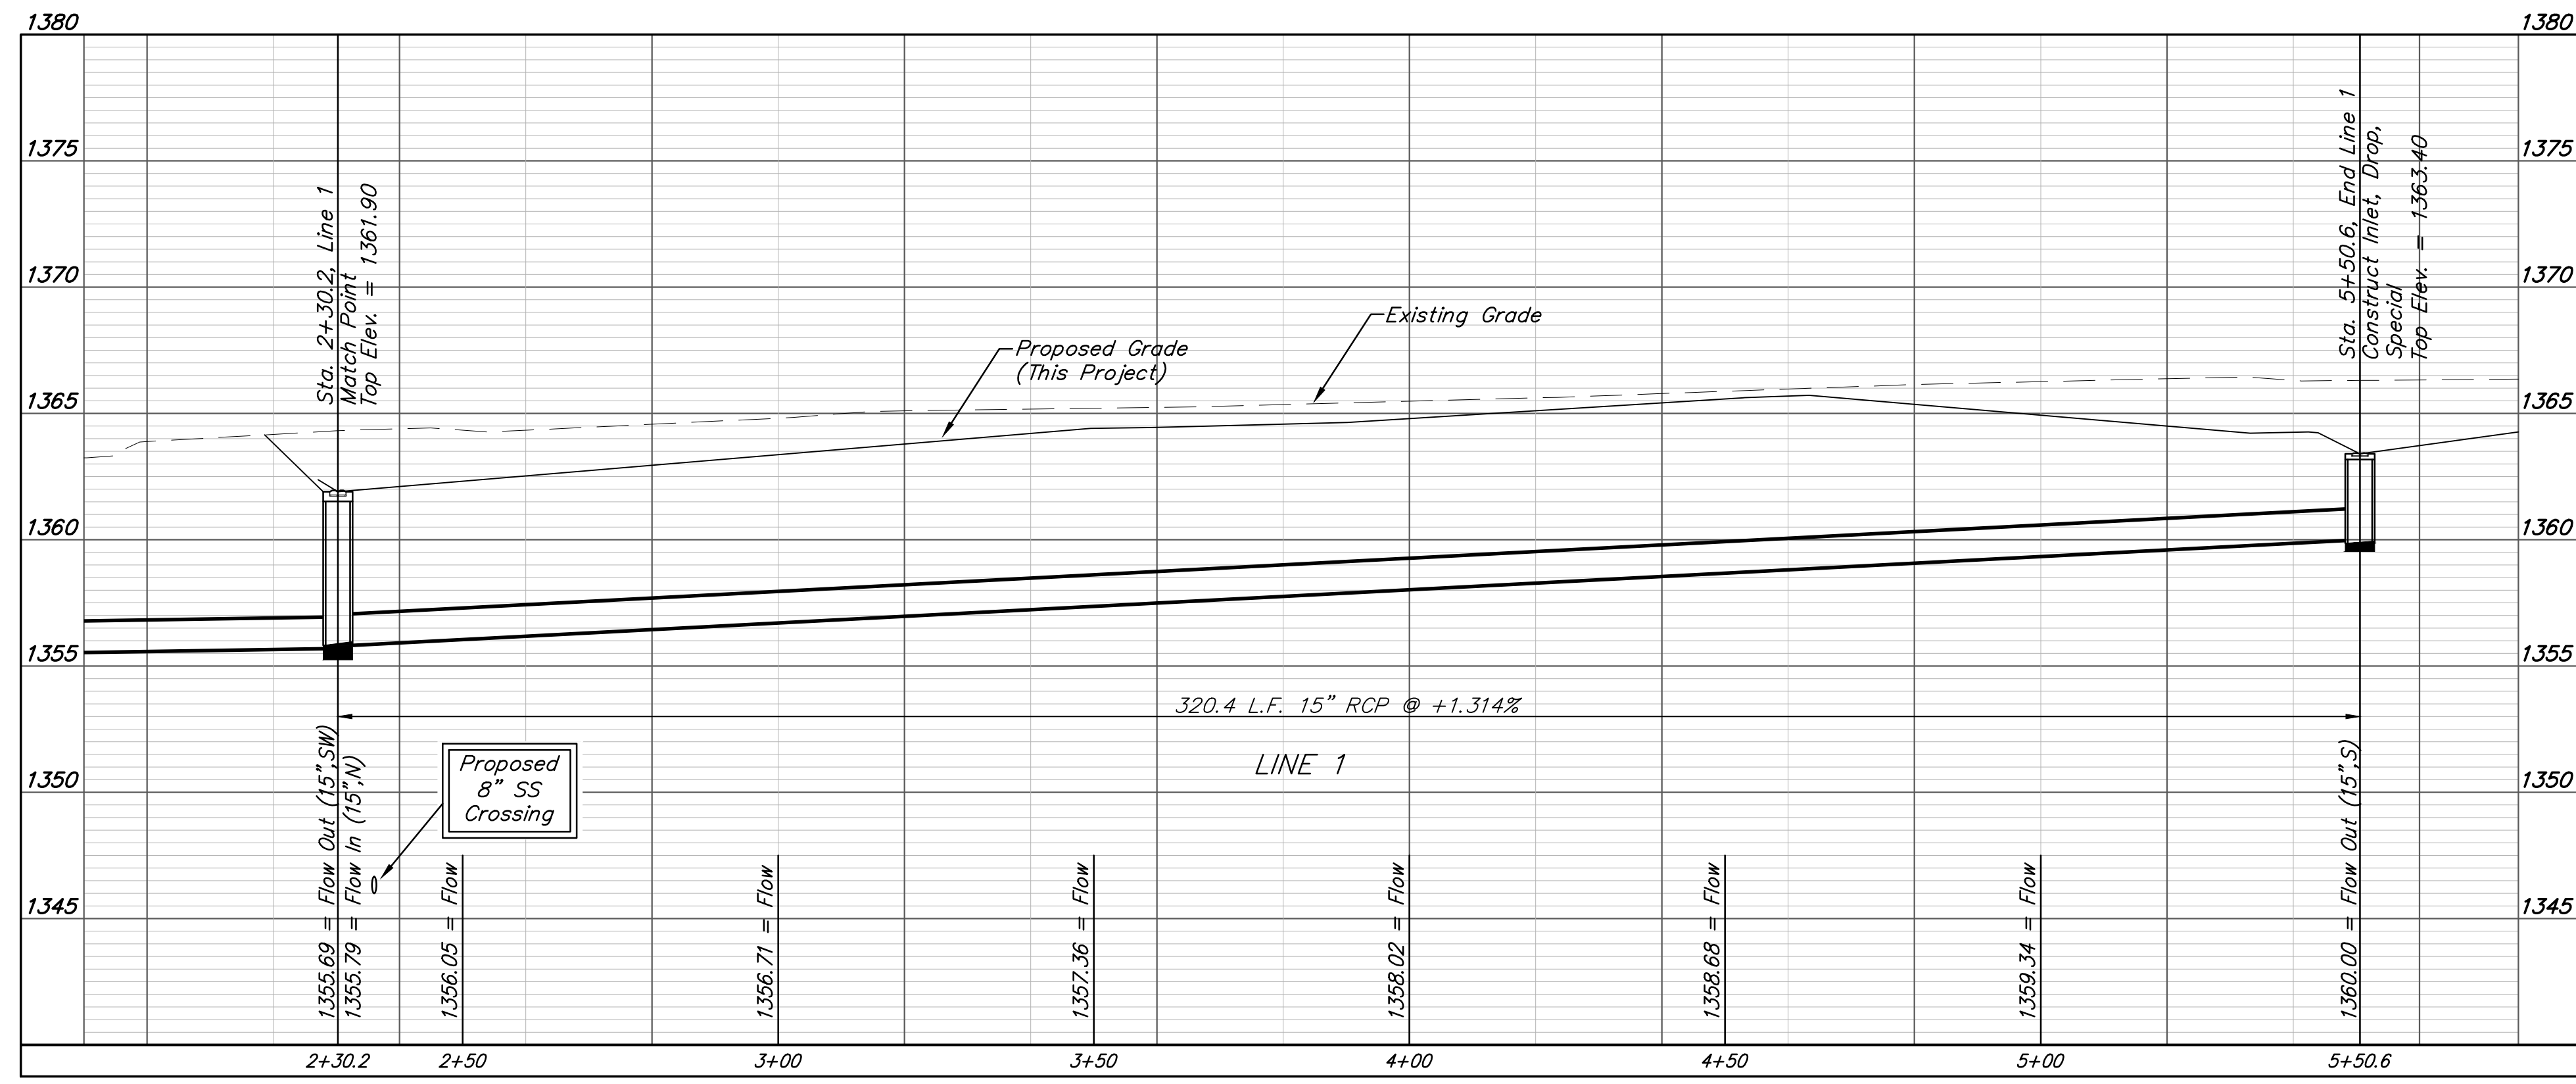 1380
1380
1375
1375
1370
1370
1365
1365
1360
1360
1355
1355
1350
1350
1345
1345
Sta. 2+30.2, Line 1
Match Point
Top Elev. = 1361.90
Proposed Grade
(This Project)
Existing Grade
Sta. 5+50.6, End Line 1
Construct Inlet, Drop,
Special
Top Elev. = 1363.40
320.4 L.F. 15" RCP @ +1.314%
LINE 1
Proposed
8" SS
Crossing
1355.69 = Flow Out (15",SW)
1355.79 = Flow In (15",N)
1356.05 = Flow
1356.71 = Flow
1357.36 = Flow
1358.02 = Flow
1358.68 = Flow
1359.34 = Flow
1360.00 = Flow Out (15",S)
2+30.2
2+50
3+00
3+50
4+00
4+50
5+00
5+50.6